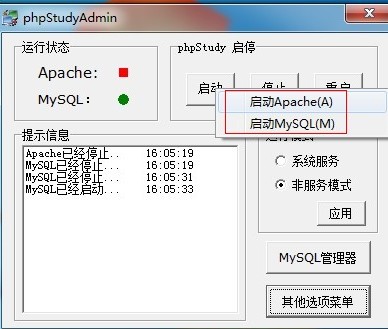 phpStudyAdmin
运行状态
Apache:
MySQL:
phpStudy 启停
启动
停止
重启
启动Apache(A)
启动MySQL(M)
提示信息
Apache已经停止.. 16:05:19
MySQL已经停止... 16:05:19
MySQL已经停止... 16:05:31
MySQL已经启动... 16:05:33
运行模式
系统服务
非服务模式
应用
MySQL管理器
其他选项菜单